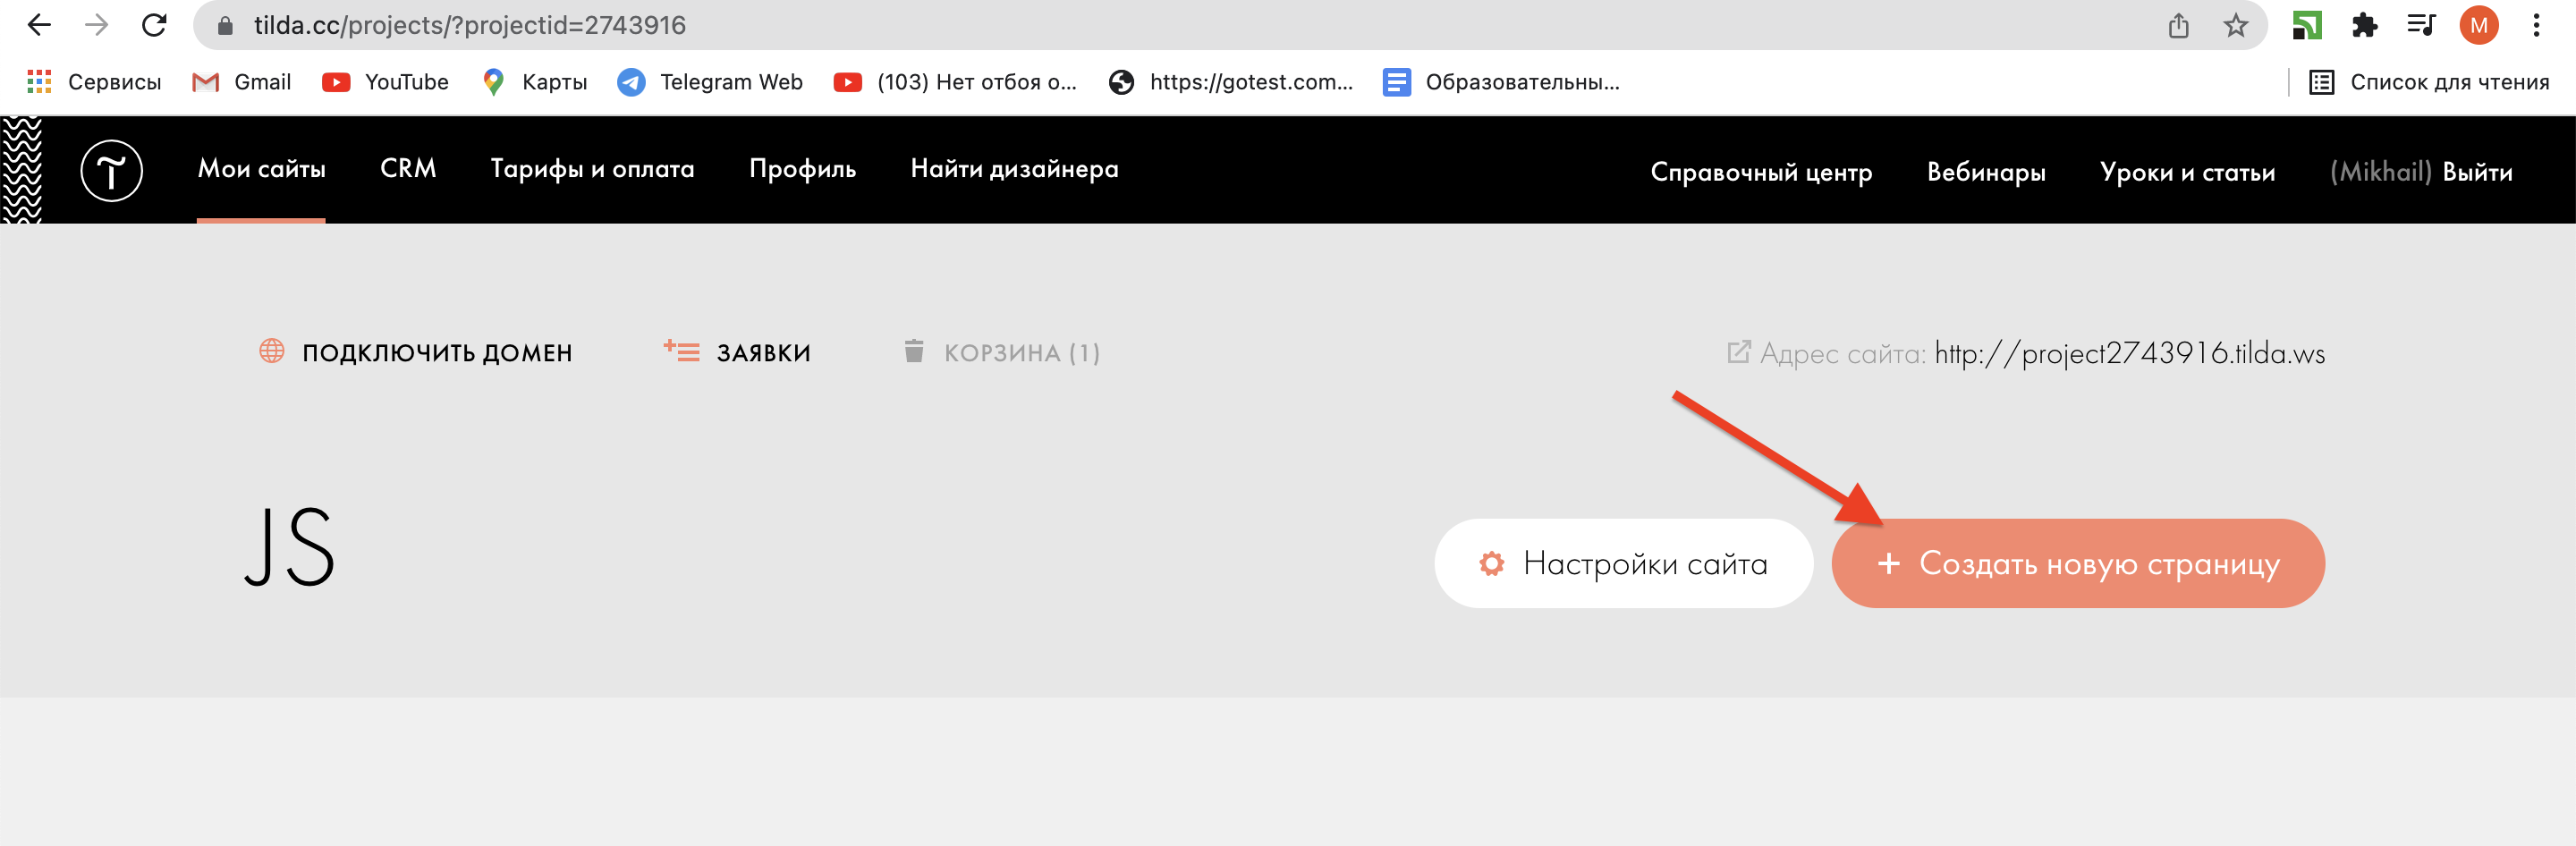 tilda.cc/projects/?projectid=2743916
M
Сервисы Gmail YouTube Карты Telegram Web (103) Нет отбоя о... https://gotest.com... Образовательны... Список для чтения
Мои сайты CRM Тарифы и оплата Профиль Найти дизайнера Справочный центр Вебинары Уроки и статьи (Mikhail) Выйти
ПОДКЛЮЧИТЬ ДОМЕН ЗАЯВКИ КОРЗИНА (1) Адрес сайта: http://project2743916.tilda.ws
JS Настройки сайта + Создать новую страницу